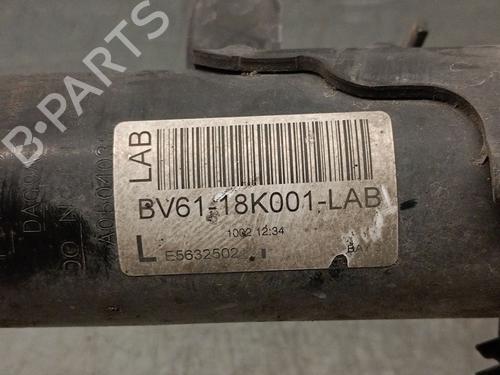 B-PARTS
LAB
BV61-18K001-LAB
1002 12:34
L
E5632502
BA